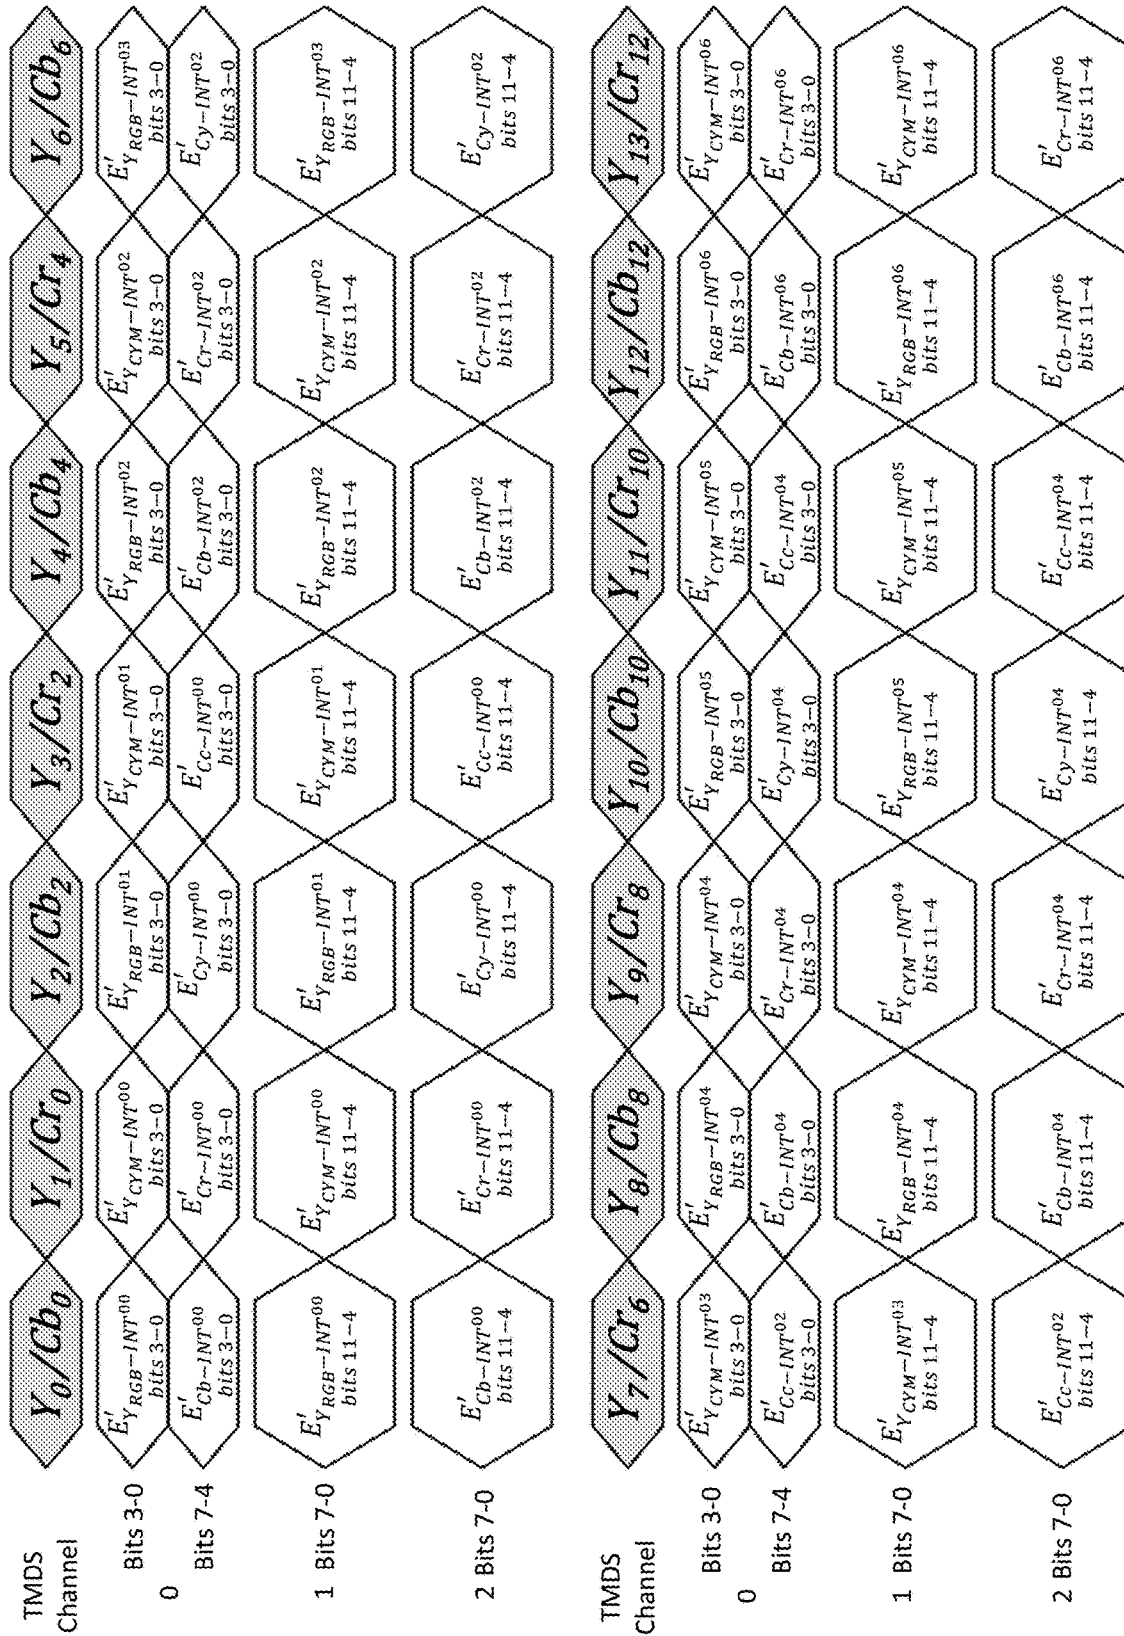 TMDS
Channel
Y0/Cb0 Y1/Cr0 Y2/Cb2 Y3/Cr2 Y4/Cb4 Y5/Cr4 Y6/Cb6
0
Bits 3-0
E'YRGB−INT00 E'YCYM−INT00 E'YRGB−INT01 E'YCYM−INT01 E'YRGB−INT02 E'YCYM−INT02 E'YRGB−INT03
bits 3−0 bits 3−0 bits 3−0 bits 3−0 bits 3−0 bits 3−0 bits 3−0
Bits 7-4
E'Cb−INT00 E'Cr−INT00 E'Cy−INT00 E'Cc−INT00 E'Cb−INT02 E'Cr−INT02 E'Cy−INT02
bits 3−0 bits 3−0 bits 3−0 bits 3−0 bits 3−0 bits 3−0 bits 3−0
1 Bits 7-0
E'YRGB−INT00 E'YCYM−INT00 E'YRGB−INT01 E'YCYM−INT01 E'YRGB−INT02 E'YCYM−INT02 E'YRGB−INT03
bits 11−4 bits 11−4 bits 11−4 bits 11−4 bits 11−4 bits 11−4 bits 11−4
2 Bits 7-0
E'Cb−INT00 E'Cr−INT00 E'Cy−INT00 E'Cc−INT00 E'Cb−INT02 E'Cr−INT02 E'Cy−INT02
bits 11−4 bits 11−4 bits 11−4 bits 11−4 bits 11−4 bits 11−4 bits 11−4
TMDS
Channel
Y7/Cr6 Y8/Cb8 Y9/Cr8 Y10/Cb10 Y11/Cr10 Y12/Cb12 Y13/Cr12
0
Bits 3-0
E'YCYM−INT03 E'YRGB−INT04 E'YCYM−INT04 E'YRGB−INT05 E'YCYM−INT05 E'YRGB−INT06 E'YCYM−INT06
bits 3−0 bits 3−0 bits 3−0 bits 3−0 bits 3−0 bits 3−0 bits 3−0
Bits 7-4
E'Cc−INT02 E'Cb−INT04 E'Cr−INT04 E'Cy−INT04 E'Cc−INT04 E'Cb−INT06 E'Cr−INT06
bits 3−0 bits 3−0 bits 3−0 bits 3−0 bits 3−0 bits 3−0 bits 3−0
1 Bits 7-0
E'YCYM−INT03 E'YRGB−INT04 E'YCYM−INT04 E'YRGB−INT05 E'YCYM−INT05 E'YRGB−INT06 E'YCYM−INT06
bits 11−4 bits 11−4 bits 11−4 bits 11−4 bits 11−4 bits 11−4 bits 11−4
2 Bits 7-0
E'Cc−INT02 E'Cb−INT04 E'Cr−INT04 E'Cy−INT04 E'Cc−INT04 E'Cb−INT06 E'Cr−INT06
bits 11−4 bits 11−4 bits 11−4 bits 11−4 bits 11−4 bits 11−4 bits 11−4